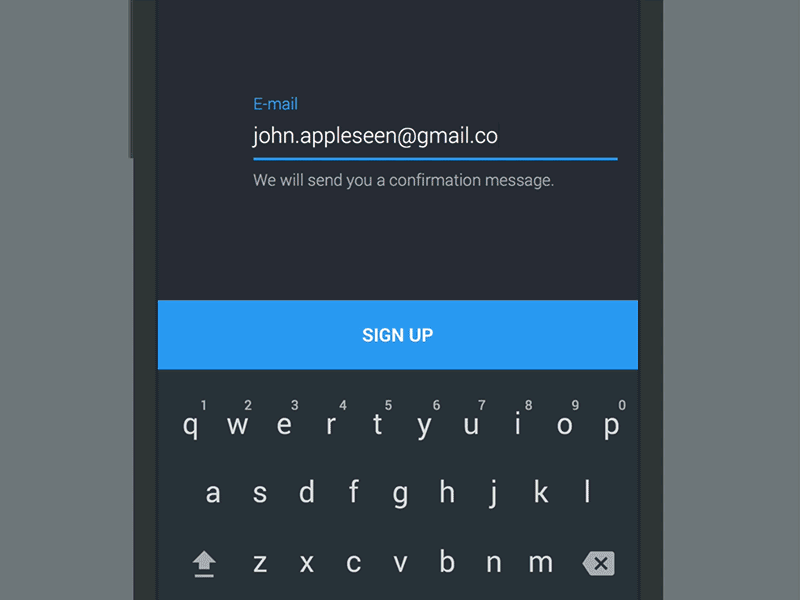 E-mail
john.appleseen@gmail.co
We will send you a confirmation message.
SIGN UP
1 2 3 4 5 6 7 8 9 0
q w e r t y u i o p
a s d f g h j k l
z x c v b n m